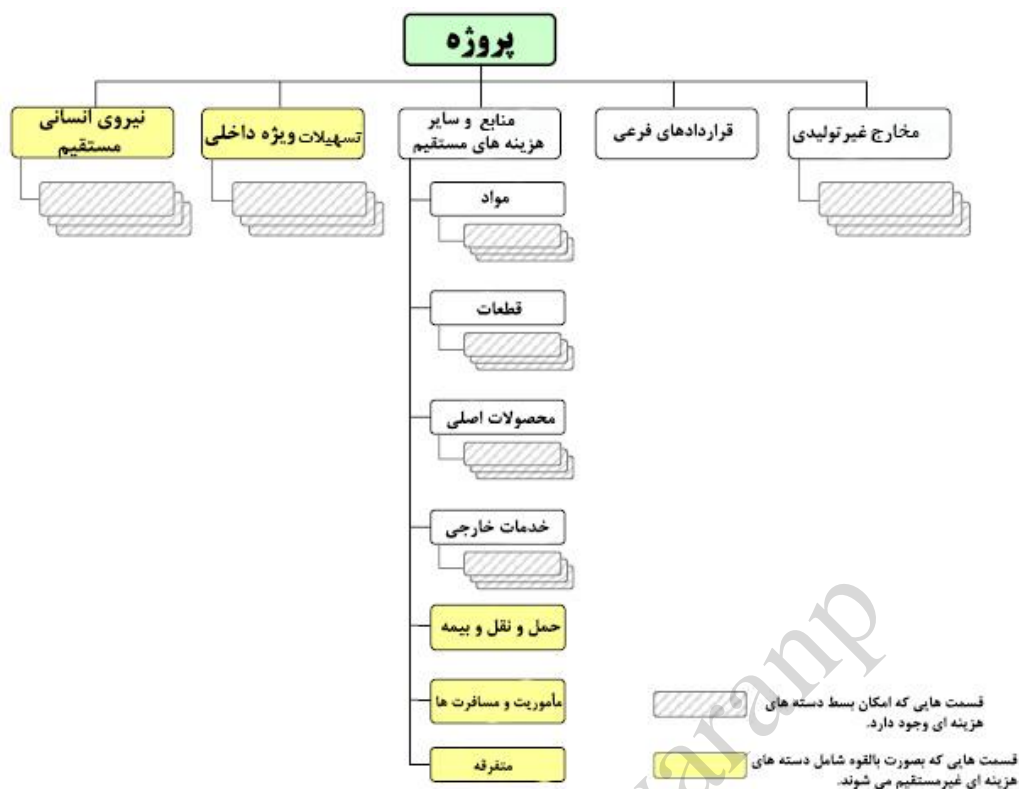 پروژه
نیروی انسانی
مستقیم
تسهیلات ویژه داخلی
منابع و سایر
هزینه های مستقیم
قراردادهای فرعی
مخارج غیرتولیدی
مواد
قطعات
محصولات اصلی
خدمات خارجی
حمل و نقل و بیمه
مأموریت و مسافرت ها
متفرقه
قسمت هایی که امکان بسط دسته های
هزینه ای وجود دارد.
قسمت هایی که بصورت بالقوه شامل دسته های
هزینه ای غیرمستقیم می شوند.